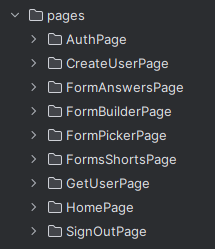 pages
AuthPage
CreateUserPage
FormAnswersPage
FormBuilderPage
FormPickerPage
FormsShortsPage
GetUserPage
HomePage
SignOutPage